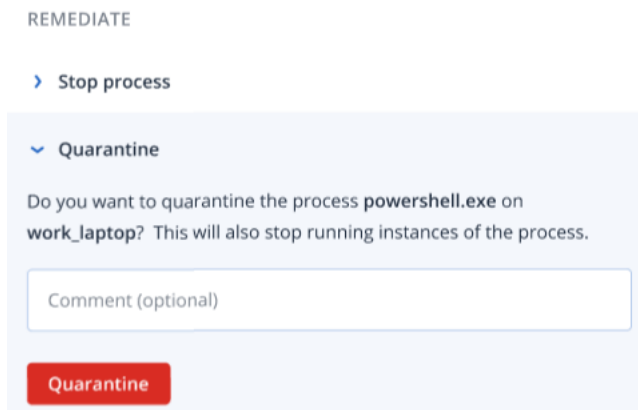 REMEDIATE
Stop process
Quarantine
Do you want to quarantine the process powershell.exe on
work_laptop? This will also stop running instances of the process.
Comment (optional)
Quarantine